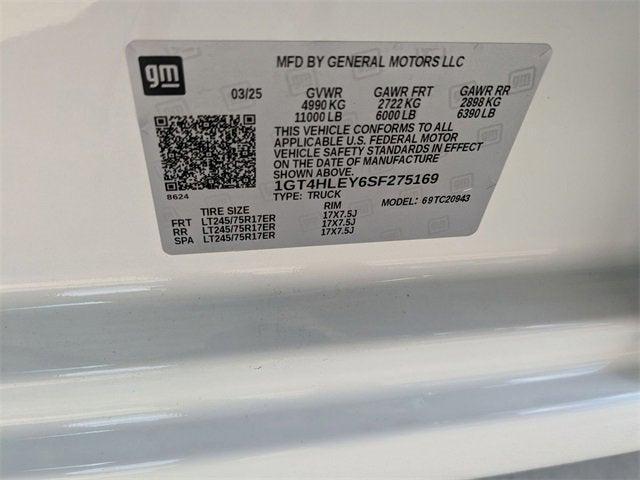 gm
MFD BY GENERAL MOTORS LLC
03/25 GVWR GAWR FRT GAWR RR
4990 KG 2722 KG 2898 KG
11000 LB 6000 LB 6390 LB
THIS VEHICLE CONFORMS TO ALL
APPLICABLE U.S. FEDERAL MOTOR
VEHICLE SAFETY STANDARDS IN EFFECT
ON THE DATE OF MANUFACTURE
SHOWN ABOVE.
1GT4HLEY6SF275169
8624
TYPE: TRUCK MODEL: 69TC20943
TIRE SIZE RIM
FRT LT245/75R17ER 17X7.5J
RR LT245/75R17ER 17X7.5J
SPA LT245/75R17ER 17X7.5J